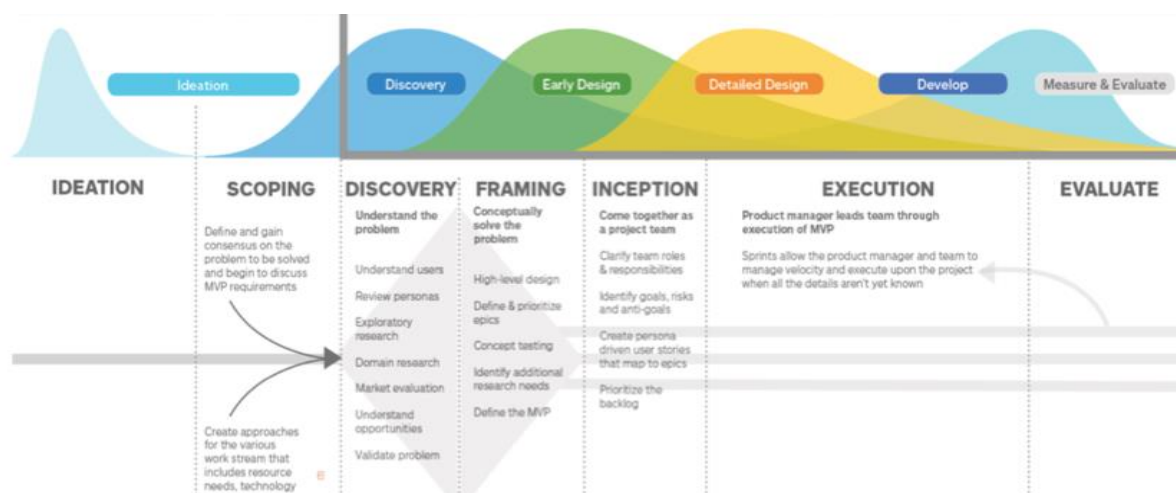 Ideation
Discovery
Early Design
Detailed Design
Develop
Measure & Evaluate
IDEATION
SCOPING
Define and gain
consensus on the
problem to be solved
and begin to discuss
MVP requirements
Create approaches
for the various
work stream that
includes resource
needs, technology
DISCOVERY
Understand the
problem
Understand users
Review personas
Exploratory
research
Domain research
Market evaluation
Understand
opportunities
Validate problem
FRAMING
Conceptually
solve the
problem
High-level design
Define & prioritize
epics
Concept testing
Identify additional
research needs
Define the MVP
INCEPTION
Come together as
a project team
Clarify team roles
& responsibilities
Identify goals, risks
and anti-goals
Create persona
driven user stories
that map to epics
Prioritize the
backlog
EXECUTION
Product manager leads team through
execution of MVP
Sprints allow the product manager and team to
manage velocity and execute upon the project
when all the details aren't yet known
EVALUATE